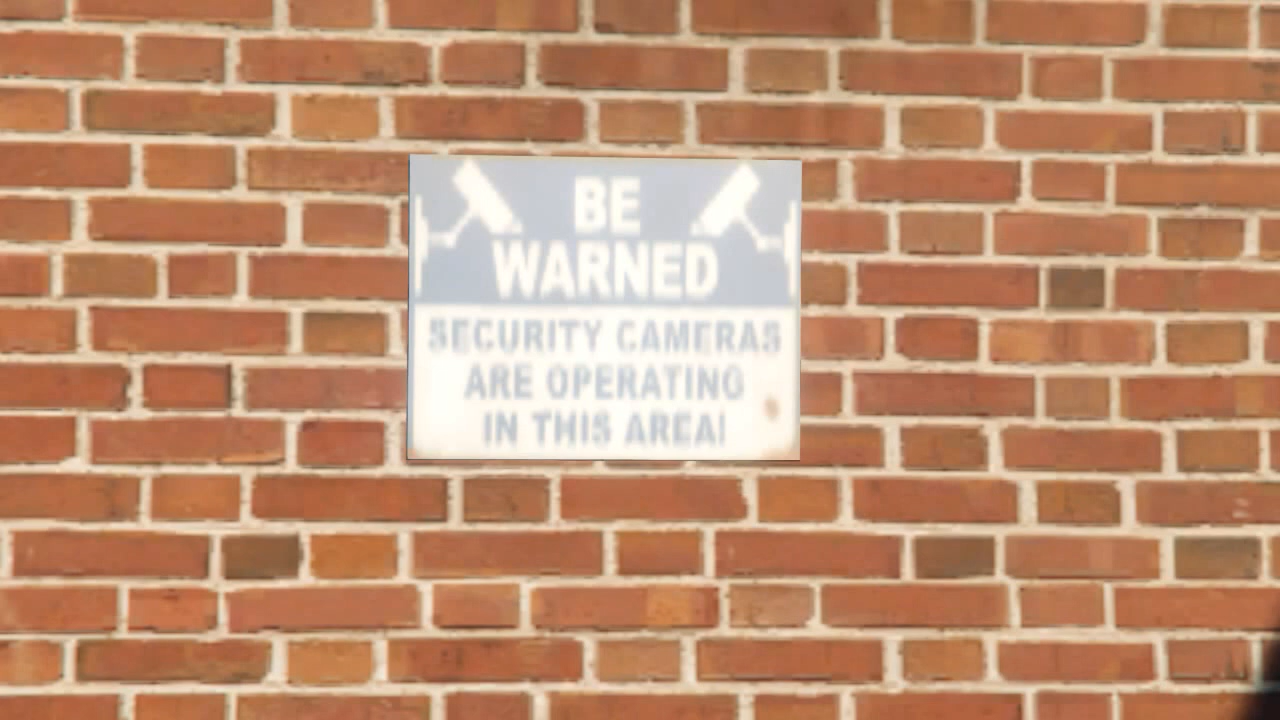 BE
WARNED
SECURITY CAMERAS
ARE OPERATING
IN THIS AREA!